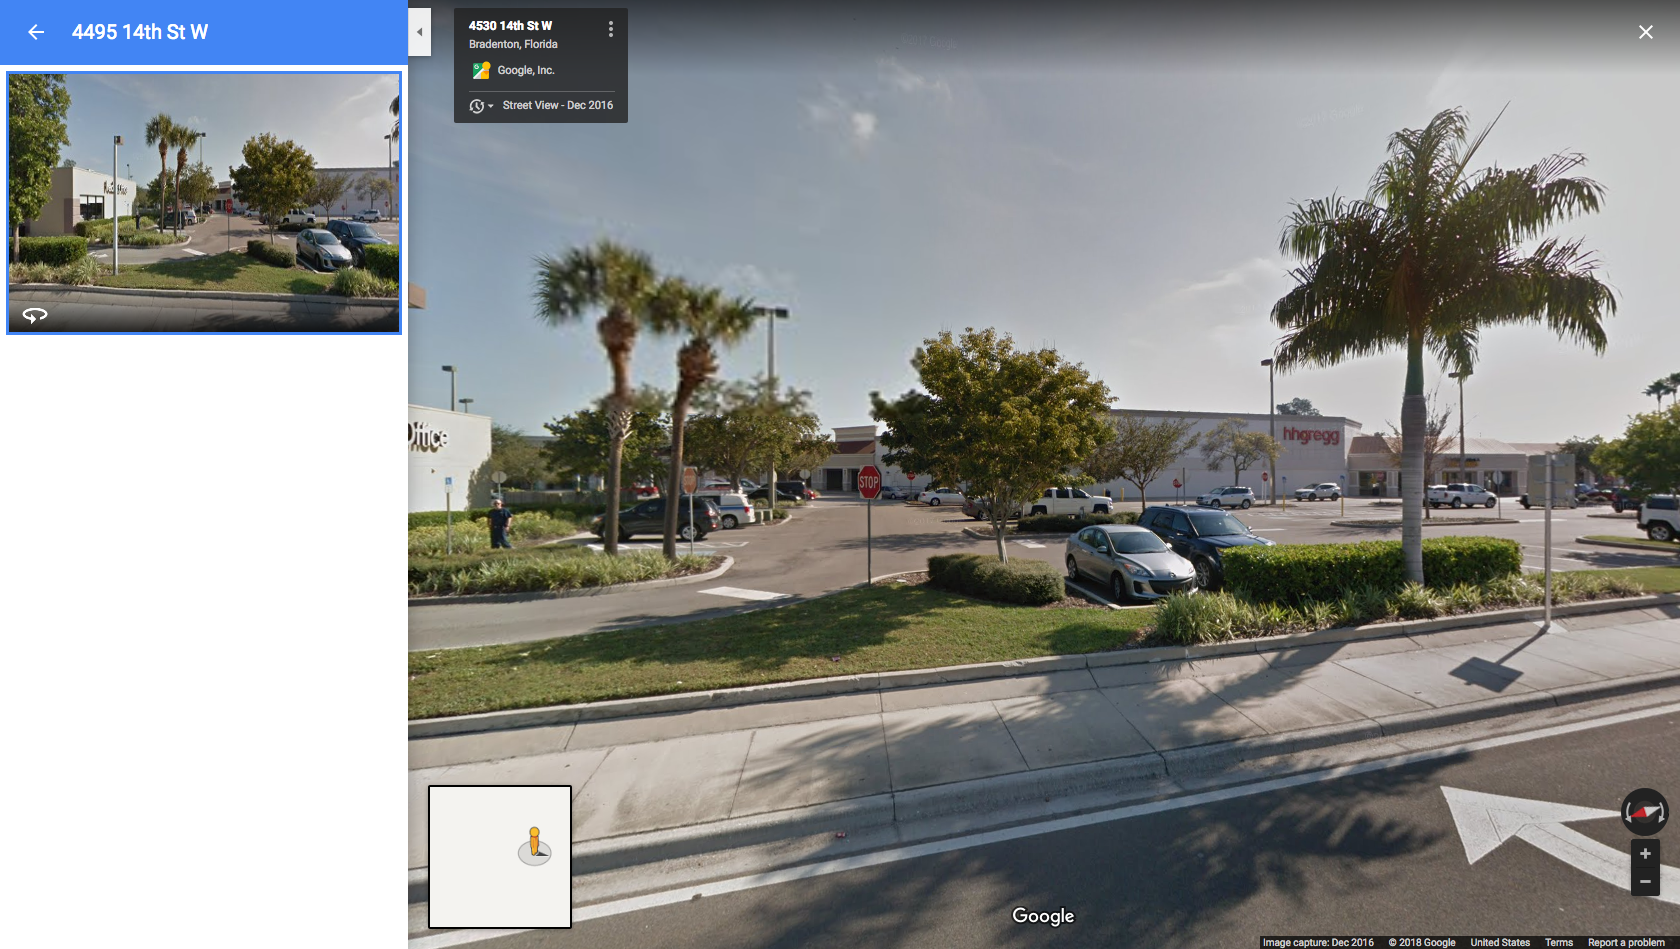 4495 14th St W
4530 14th St W
Bradenton, Florida
Google, Inc.
Street View - Dec 2016
Office
hhgregg
STOP
Google
Image capture: Dec 2016 © 2018 Google United States Terms Report a problem